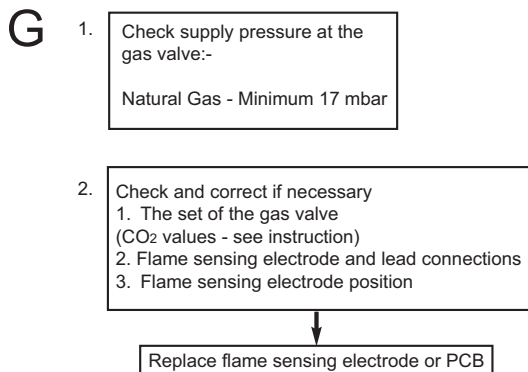 G
1. Check supply pressure at the
gas valve:-
Natural Gas - Minimum 17 mbar
2. Check and correct if necessary
1. The set of the gas valve
(CO2 values - see instruction)
2. Flame sensing electrode and lead connections
3. Flame sensing electrode position
Replace flame sensing electrode or PCB